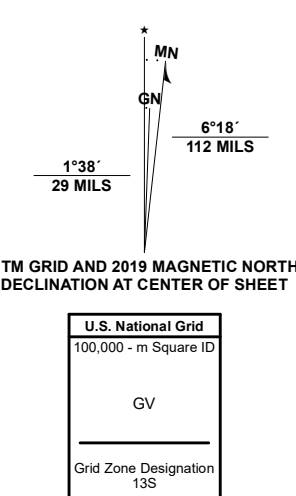 ★
MN
GN
6°18´
112 MILS
1°38´
29 MILS
TM GRID AND 2019 MAGNETIC NORTH
DECLINATION AT CENTER OF SHEET
U.S. National Grid
100,000 - m Square ID
GV
Grid Zone Designation
13S